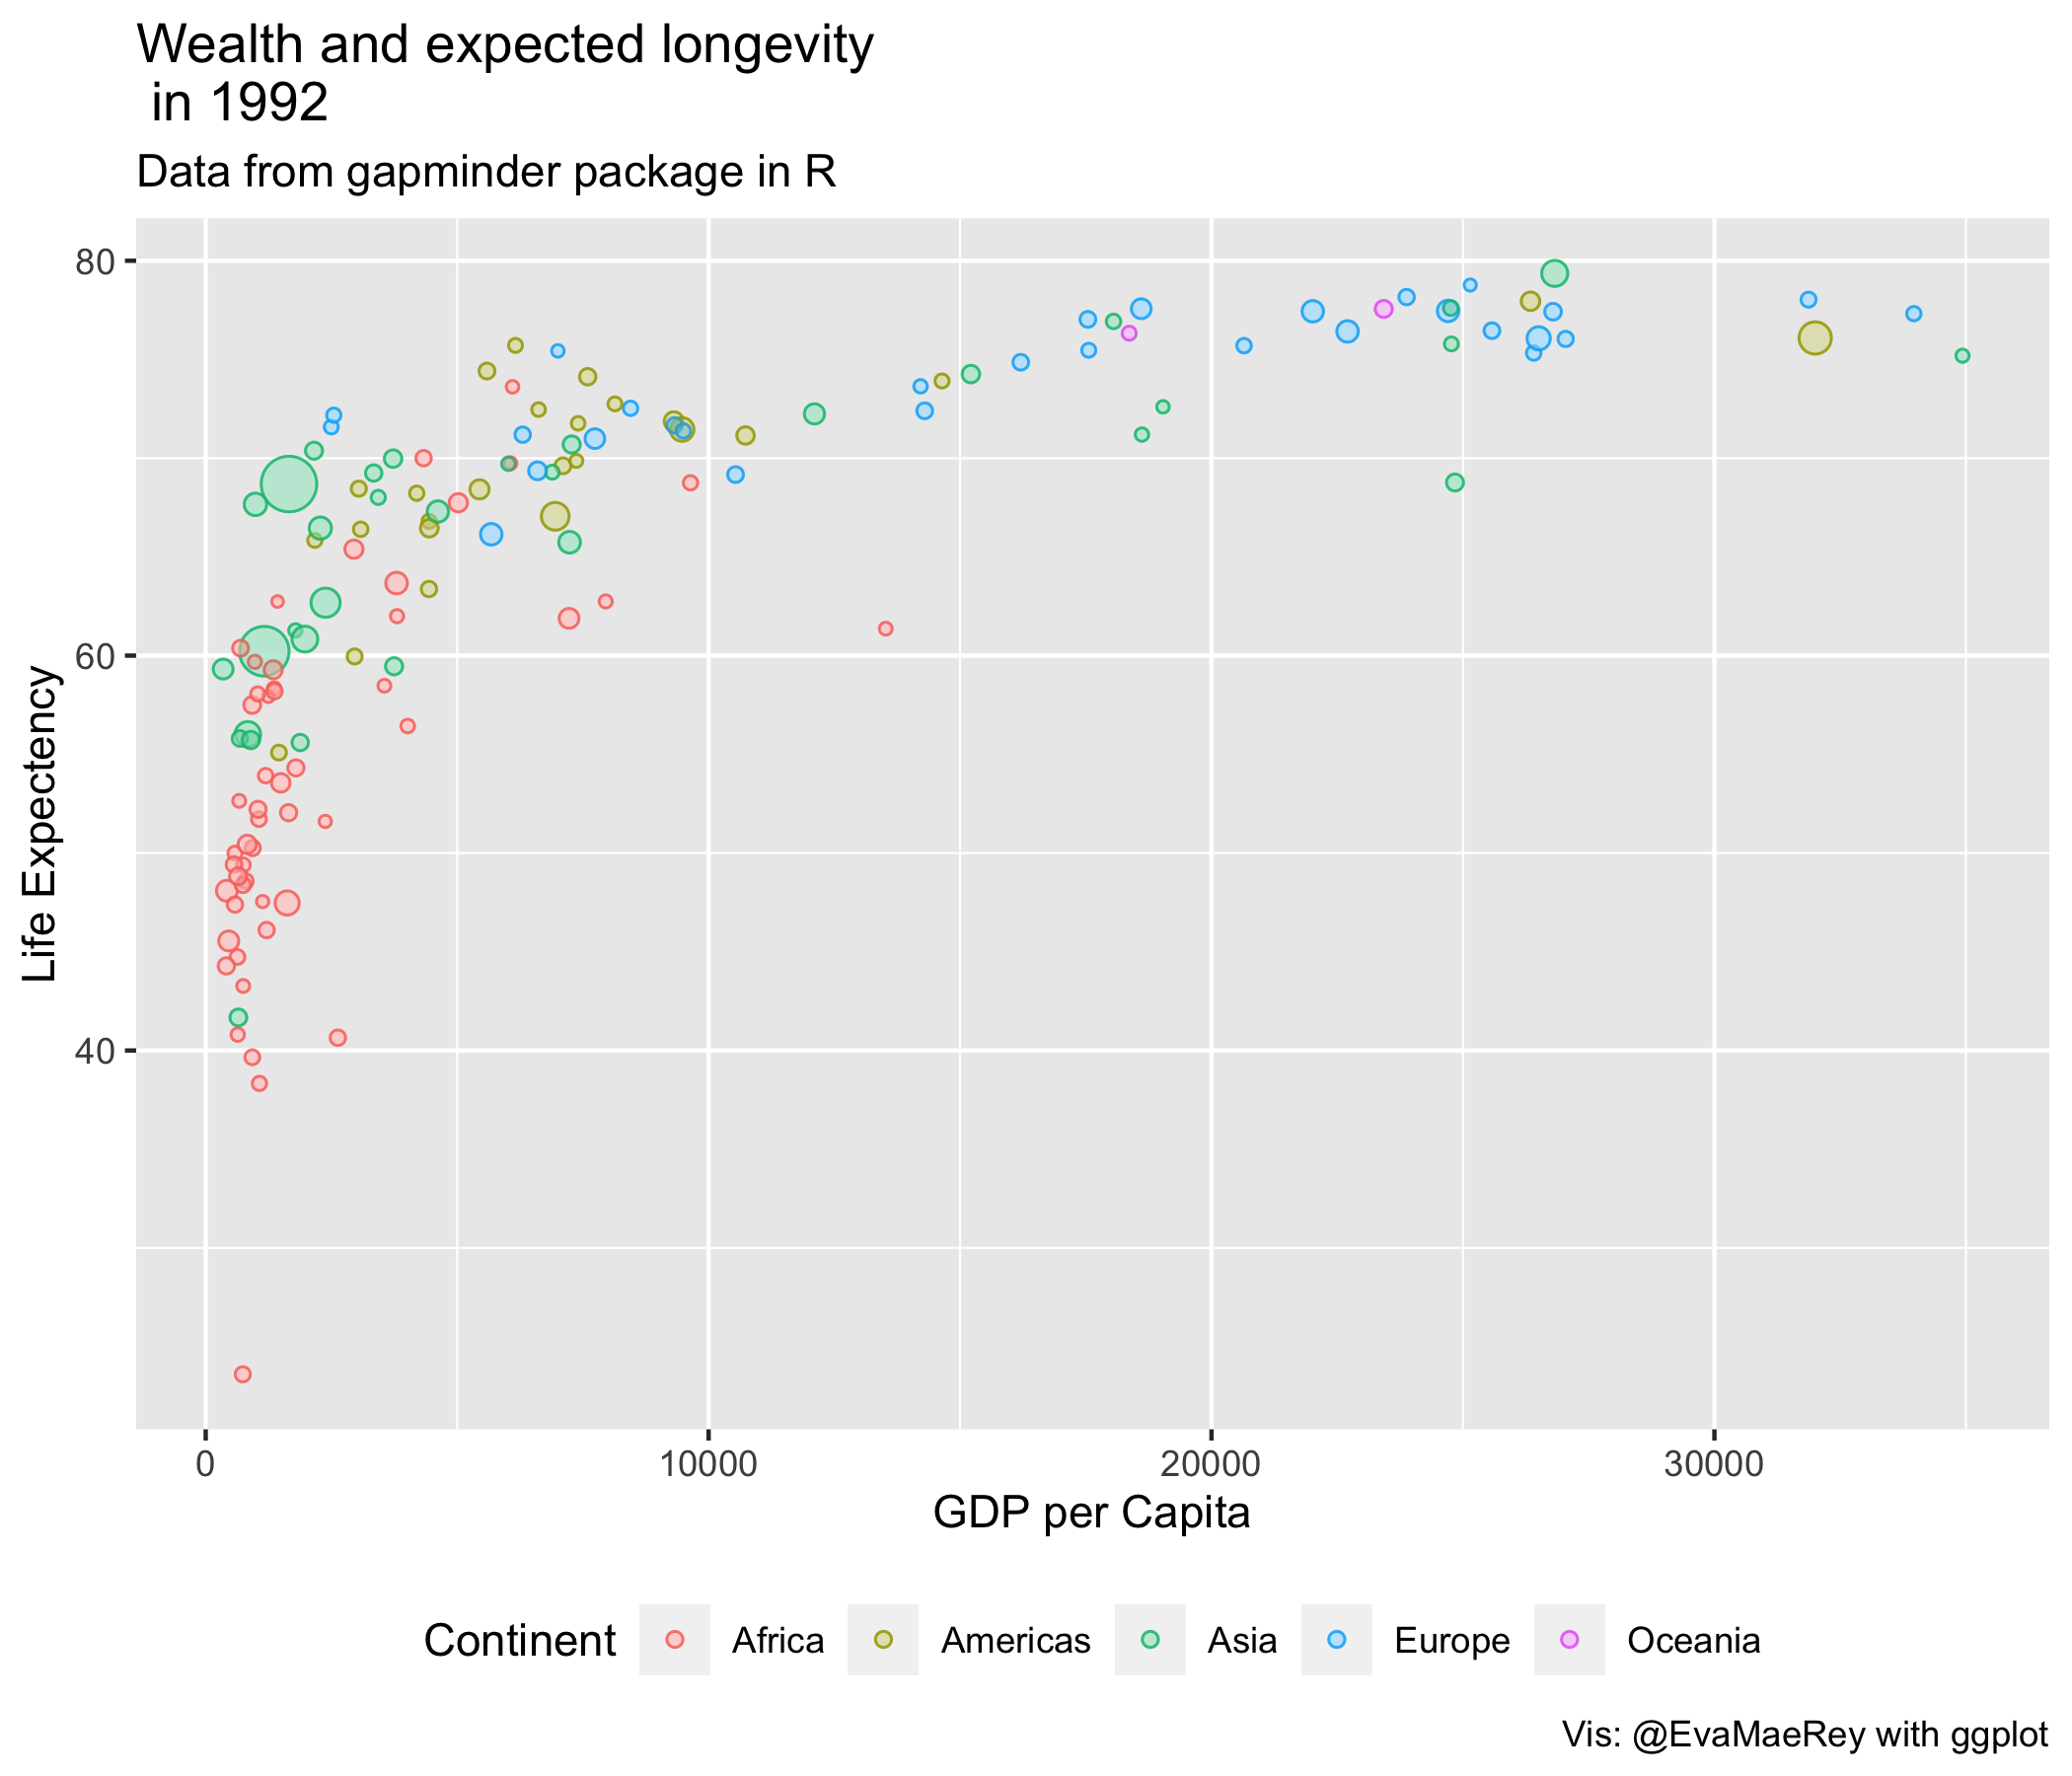 Wealth and expected longevity
in 1992
Data from gapminder package in R
80
60
40
Life Expectency
0 10000 20000 30000
GDP per Capita
Continent Africa Americas Asia Europe Oceania
Vis: @EvaMaeRey with ggplot